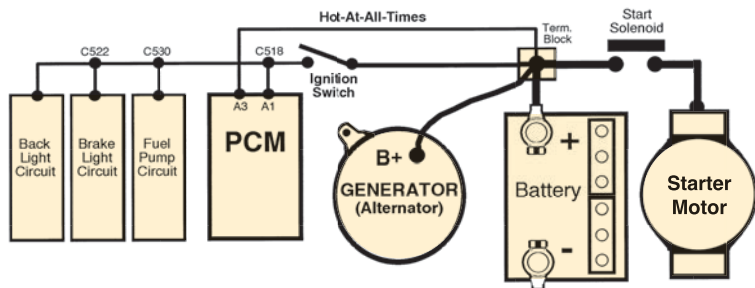 Hot-At-All-Times
Start
Solenoid
Term.
Block
C522
C530
C518
Ignition
Switch
A3
A1
Back
Light
Circuit
Brake
Light
Circuit
Fuel
Pump
Circuit
PCM
B+
GENERATOR
(Alternator)
+
Battery
-
Starter
Motor